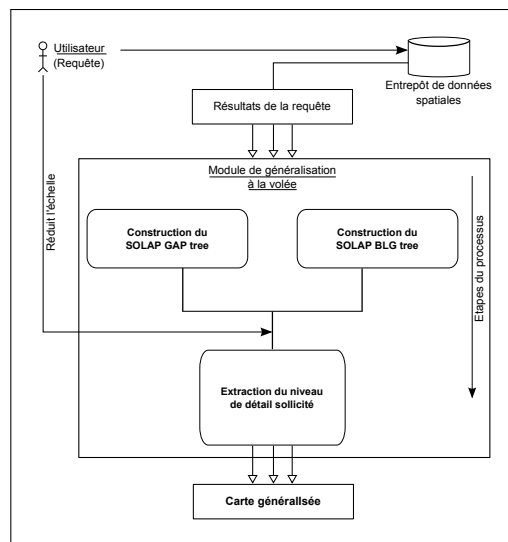 Utilisateur
(Requête)
Entrepôt de données
spatiales
Résultats de la requête
Module de généralisation
à la volée
Réduit l'échelle
Construction du
SOLAP GAP tree
Construction du
SOLAP BLG tree
Etapes du processus
Extraction du niveau
de détail sollicité
Carte générallsée